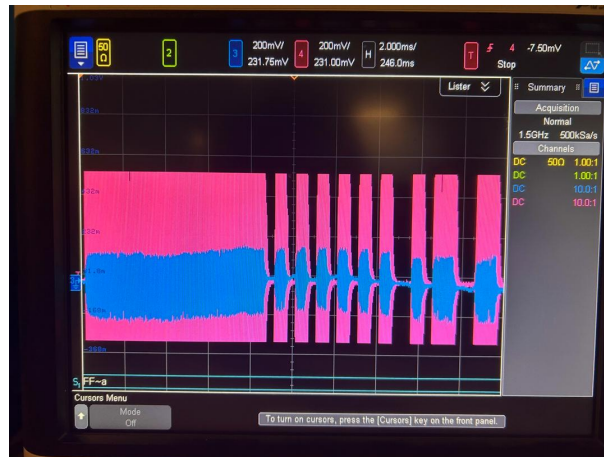 50Ω 2 3 200mV/ 231.75mV 4 200mV/ 231.00mV H 2.000ms/ 246.0ms T 4 -7.50mV Stop
Lister
Summary
Acquisition
Normal
1.5GHz 500kSa/s
Channels
DC 50Ω 1.00:1
DC 1.00:1
DC 10.0:1
DC 10.0:1
S₁ FF~a
Cursors Menu
Mode
Off
To turn on cursors, press the [Cursors] key on the front panel.